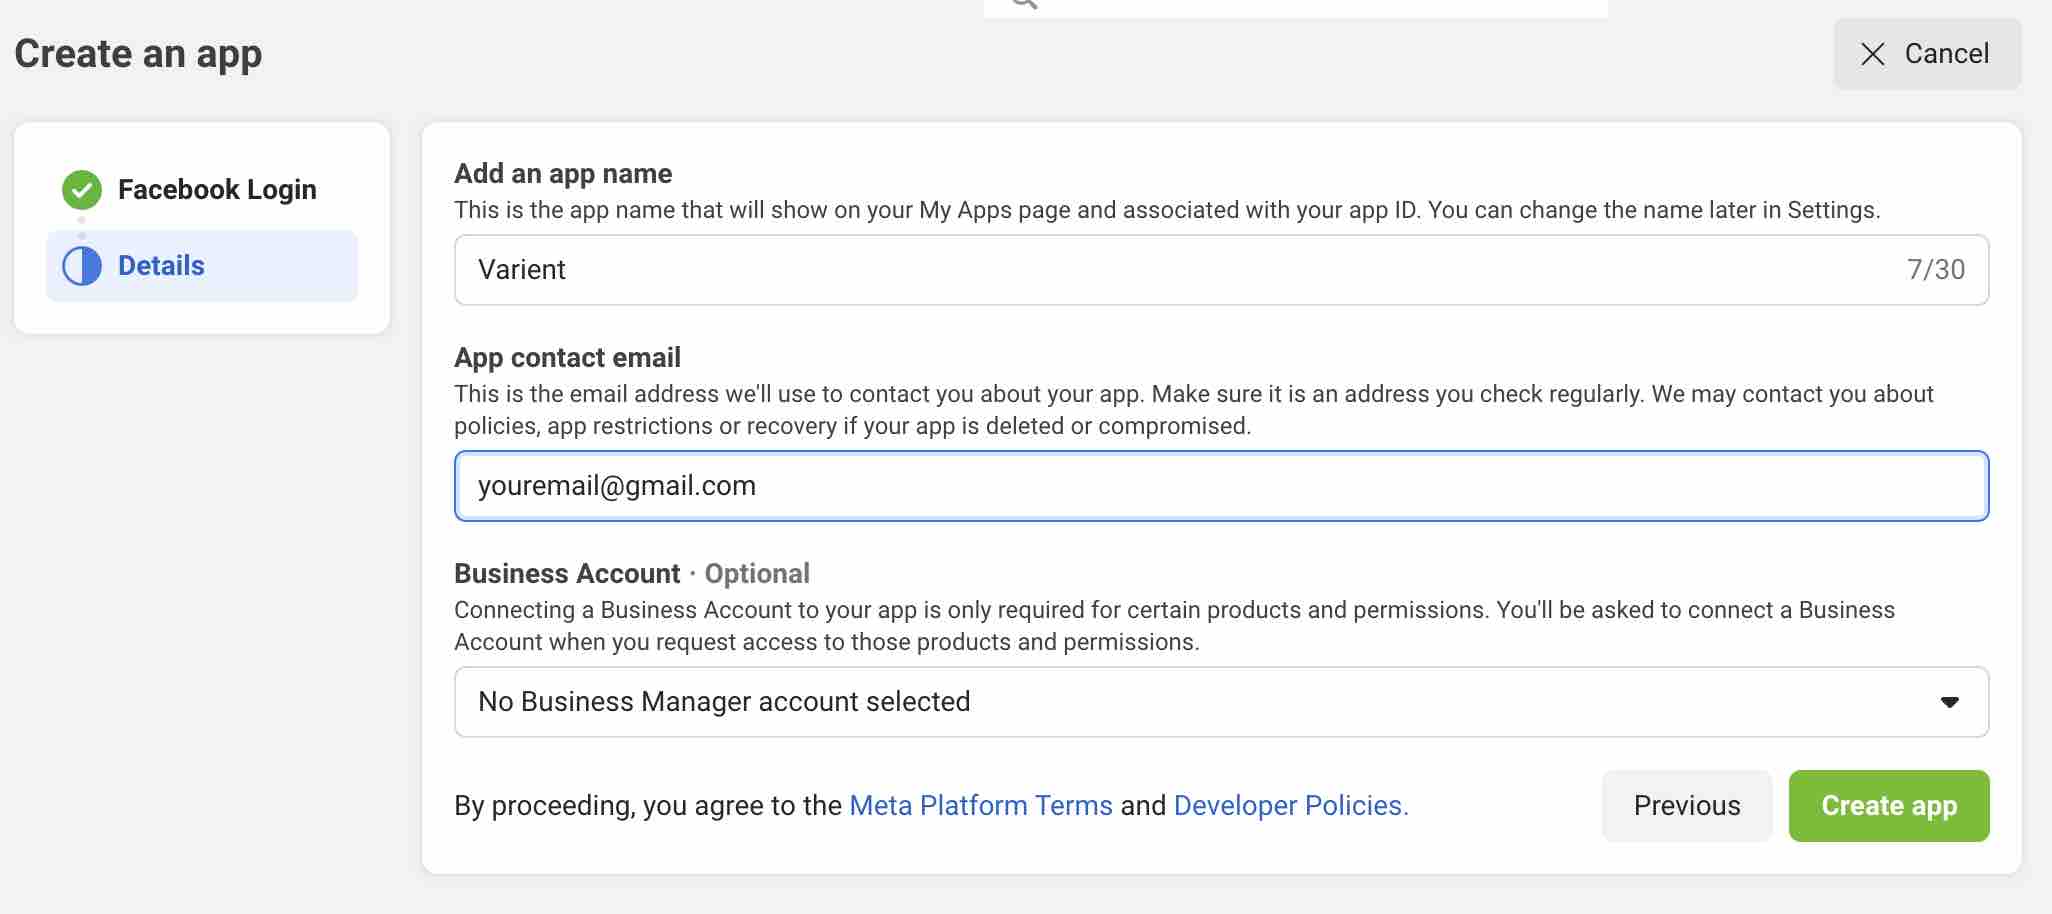 Create an app
Cancel
Facebook Login
Details
Add an app name
This is the app name that will show on your My Apps page and associated with your app ID. You can change the name later in Settings.
Varient
7/30
App contact email
This is the email address we'll use to contact you about your app. Make sure it is an address you check regularly. We may contact you about
policies, app restrictions or recovery if your app is deleted or compromised.
youremail@gmail.com
Business Account · Optional
Connecting a Business Account to your app is only required for certain products and permissions. You'll be asked to connect a Business
Account when you request access to those products and permissions.
No Business Manager account selected
By proceeding, you agree to the Meta Platform Terms and Developer Policies.
Previous
Create app